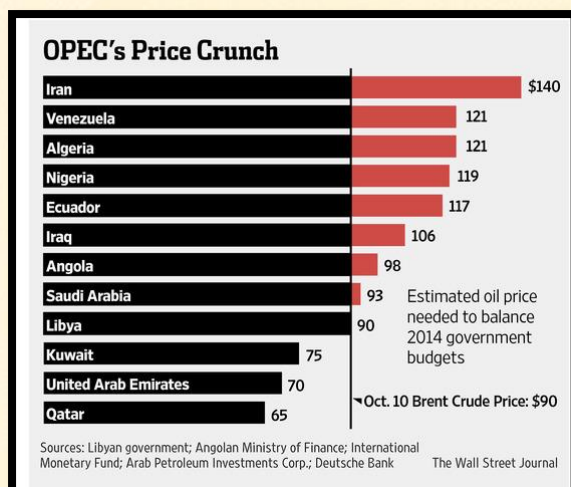 OPEC's Price Crunch
Iran $140
Venezuela 121
Algeria 121
Nigeria 119
Ecuador 117
Iraq 106
Angola 98
Saudi Arabia 93
Libya 90
Kuwait 75
United Arab Emirates 70
Qatar 65
Estimated oil price
needed to balance
2014 government
budgets
Oct. 10 Brent Crude Price: $90
Sources: Libyan government; Angolan Ministry of Finance; International
Monetary Fund; Arab Petroleum Investments Corp.; Deutsche Bank
The Wall Street Journal